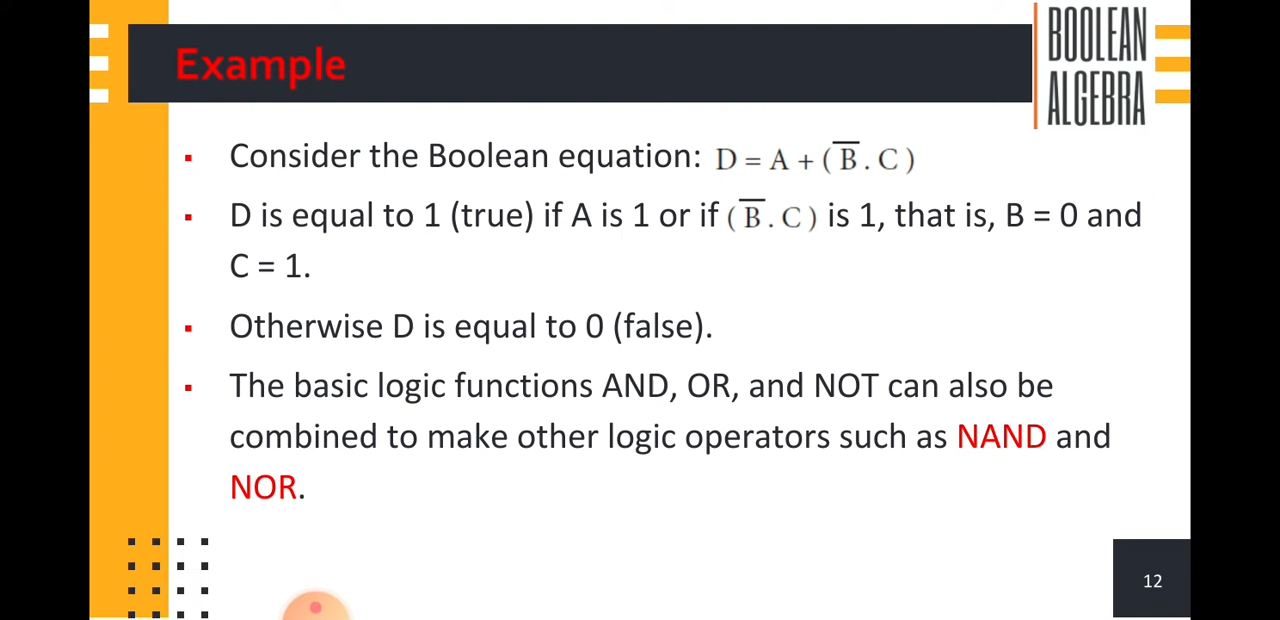 Example
BOOLEAN
ALGEBRA
▪ Consider the Boolean equation: D = A + ( B̅ . C )
▪ D is equal to 1 (true) if A is 1 or if ( B̅ . C ) is 1, that is, B = 0 and
C = 1.
▪ Otherwise D is equal to 0 (false).
▪ The basic logic functions AND, OR, and NOT can also be
combined to make other logic operators such as NAND and
NOR.
12